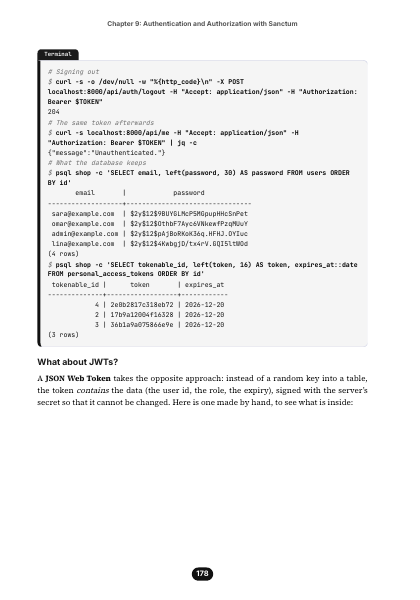 Chapter 9: Authentication and Authorization with Sanctum
Terminal
# Signing out
$ curl -s -o /dev/null -w "%{http_code}\n" -X POST
localhost:8000/api/auth/logout -H "Accept: application/json" -H "Authorization:
Bearer $TOKEN"
204
# The same token afterwards
$ curl -s localhost:8000/api/me -H "Accept: application/json" -H
"Authorization: Bearer $TOKEN" | jq -c
{"message":"Unauthenticated."}
# What the database keeps
$ psql shop -c 'SELECT email, left(password, 30) AS password FROM users ORDER
BY id'
email | password
-------------------+--------------------------------
sara@example.com | $2y$12$9BUYGLMcP5MGpupHHcSnPet
omar@example.com | $2y$12$OthbF7Ayc6VNkewfPzqMUuY
admin@example.com | $2y$12$pAjBoRKoK36q.HFHJ.OYIuc
lina@example.com | $2y$12$4KwbgjD/tx4rV.GQI5ltWOd
(4 rows)
$ psql shop -c 'SELECT tokenable_id, left(token, 16) AS token, expires_at::date
FROM personal_access_tokens ORDER BY id'
tokenable_id | token | expires_at
--------------+------------------+------------
4 | 2e0b2817c318eb72 | 2026-12-20
2 | 17b9a12004f16328 | 2026-12-20
3 | 36b1a9a075866e9e | 2026-12-20
(3 rows)
What about JWTs?
A JSON Web Token takes the opposite approach: instead of a random key into a table,
the token contains the data (the user id, the role, the expiry), signed with the server's
secret so that it cannot be changed. Here is one made by hand, to see what is inside:
178